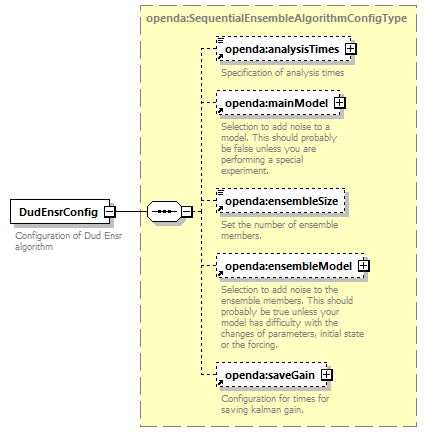 openda:SequentialEnsembleAlgorithmConfigType
openda:analysisTimes
Specification of analysis times
openda:mainModel
Selection to add noise to a
model. This should probably
be false unless you are
performing a special
experiment.
DudEnsrConfig
Configuration of Dud Ensr
algorithm
openda:ensembleSize
Set the number of ensemble
members.
openda:ensembleModel
Selection to add noise to the
ensemble members. This should
probably be true unless your
model has difficulty with the
changes of parameters, initial state
or the forcing.
openda:saveGain
Configuration for times for
saving kalman gain.